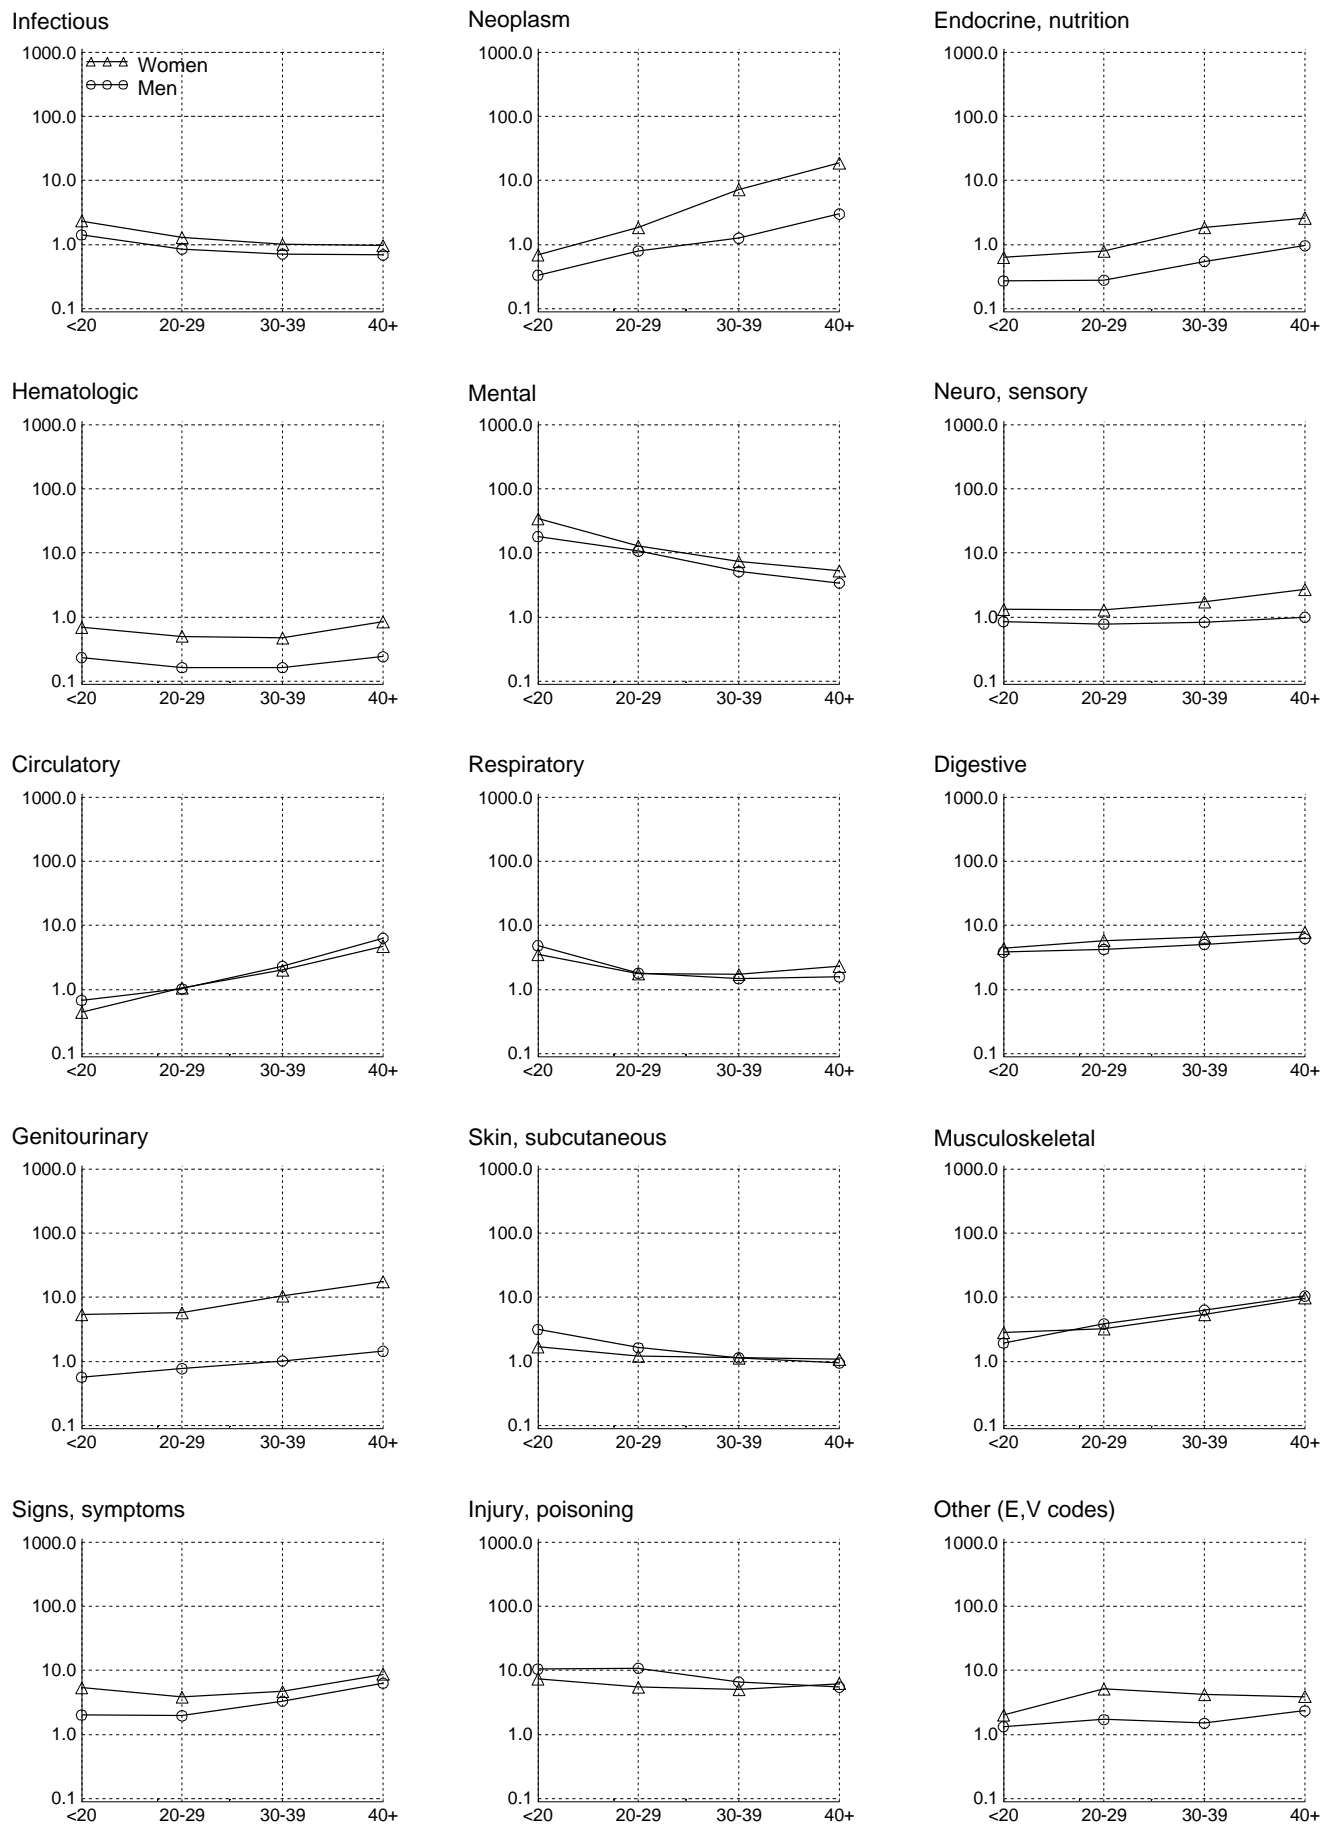 Infectious
1000.0
Women
Men
100.0
10.0
1.0
0.1
<20 20-29 30-39 40+
Neoplasm
1000.0
100.0
10.0
1.0
0.1
<20 20-29 30-39 40+
Endocrine, nutrition
1000.0
100.0
10.0
1.0
0.1
<20 20-29 30-39 40+
Hematologic
1000.0
100.0
10.0
1.0
0.1
<20 20-29 30-39 40+
Mental
1000.0
100.0
10.0
1.0
0.1
<20 20-29 30-39 40+
Neuro, sensory
1000.0
100.0
10.0
1.0
0.1
<20 20-29 30-39 40+
Circulatory
1000.0
100.0
10.0
1.0
0.1
<20 20-29 30-39 40+
Respiratory
1000.0
100.0
10.0
1.0
0.1
<20 20-29 30-39 40+
Digestive
1000.0
100.0
10.0
1.0
0.1
<20 20-29 30-39 40+
Genitourinary
1000.0
100.0
10.0
1.0
0.1
<20 20-29 30-39 40+
Skin, subcutaneous
1000.0
100.0
10.0
1.0
0.1
<20 20-29 30-39 40+
Musculoskeletal
1000.0
100.0
10.0
1.0
0.1
<20 20-29 30-39 40+
Signs, symptoms
1000.0
100.0
10.0
1.0
0.1
<20 20-29 30-39 40+
Injury, poisoning
1000.0
100.0
10.0
1.0
0.1
<20 20-29 30-39 40+
Other (E,V codes)
1000.0
100.0
10.0
1.0
0.1
<20 20-29 30-39 40+